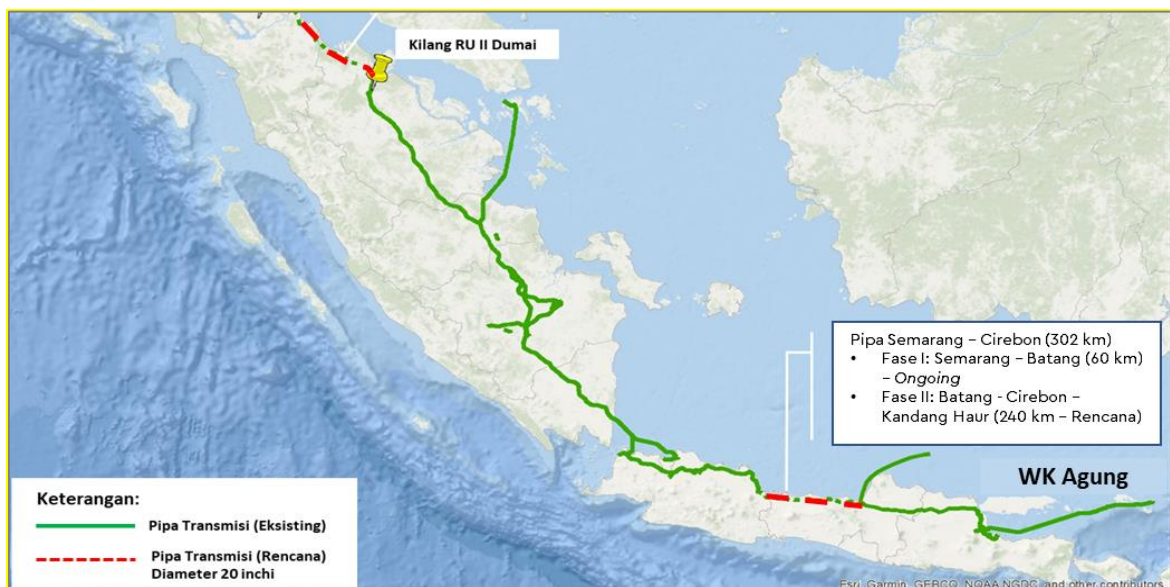 Kilang RU II Dumai
Pipa Semarang – Cirebon (302 km)
• Fase I: Semarang – Batang (60 km)
– Ongoing
• Fase II: Batang - Cirebon –
Kandang Haur (240 km – Rencana)
WK Agung
Keterangan:
Pipa Transmisi (Eksisting)
Pipa Transmisi (Rencana)
Diameter 20 inchi
Esri, Garmin, GEBCO, NOAA NGDC, and other contributors